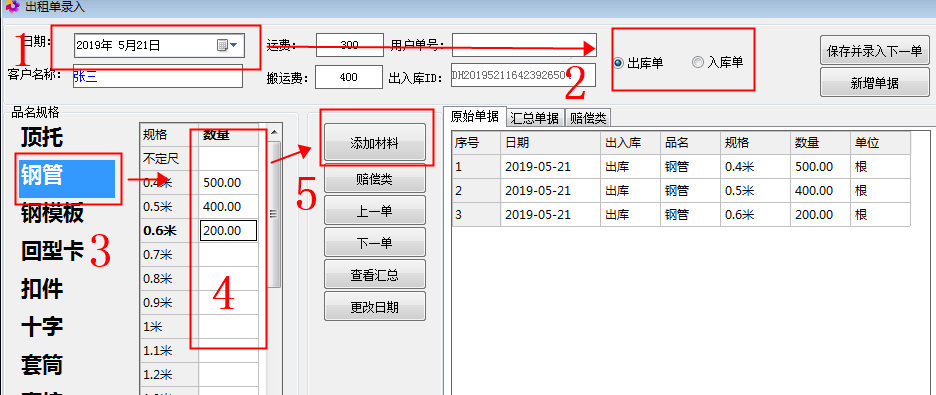 出租单录入
1
日期: 2019年 5月21日
运费: 300
用户单号:
客户名称: 张三
搬运费: 400
出入库ID: DH201952116423926504
2
出库单 入库单
保存并录入下一单
新增单据
品名规格
顶托
钢管
钢模板
回型卡
扣件
十字
套筒
3
规格 数量
不定尺
0.4米 500.00
0.5米 400.00
0.6米 200.00
0.7米
0.8米
0.9米
1米
1.1米
1.2米
4
5
添加材料
赔偿类
上一单
下一单
查看汇总
更改日期
原始单据 汇总单据 赔偿类
序号 日期 出入库 品名 规格 数量 单位
1 2019-05-21 出库 钢管 0.4米 500.00 根
2 2019-05-21 出库 钢管 0.5米 400.00 根
3 2019-05-21 出库 钢管 0.6米 200.00 根